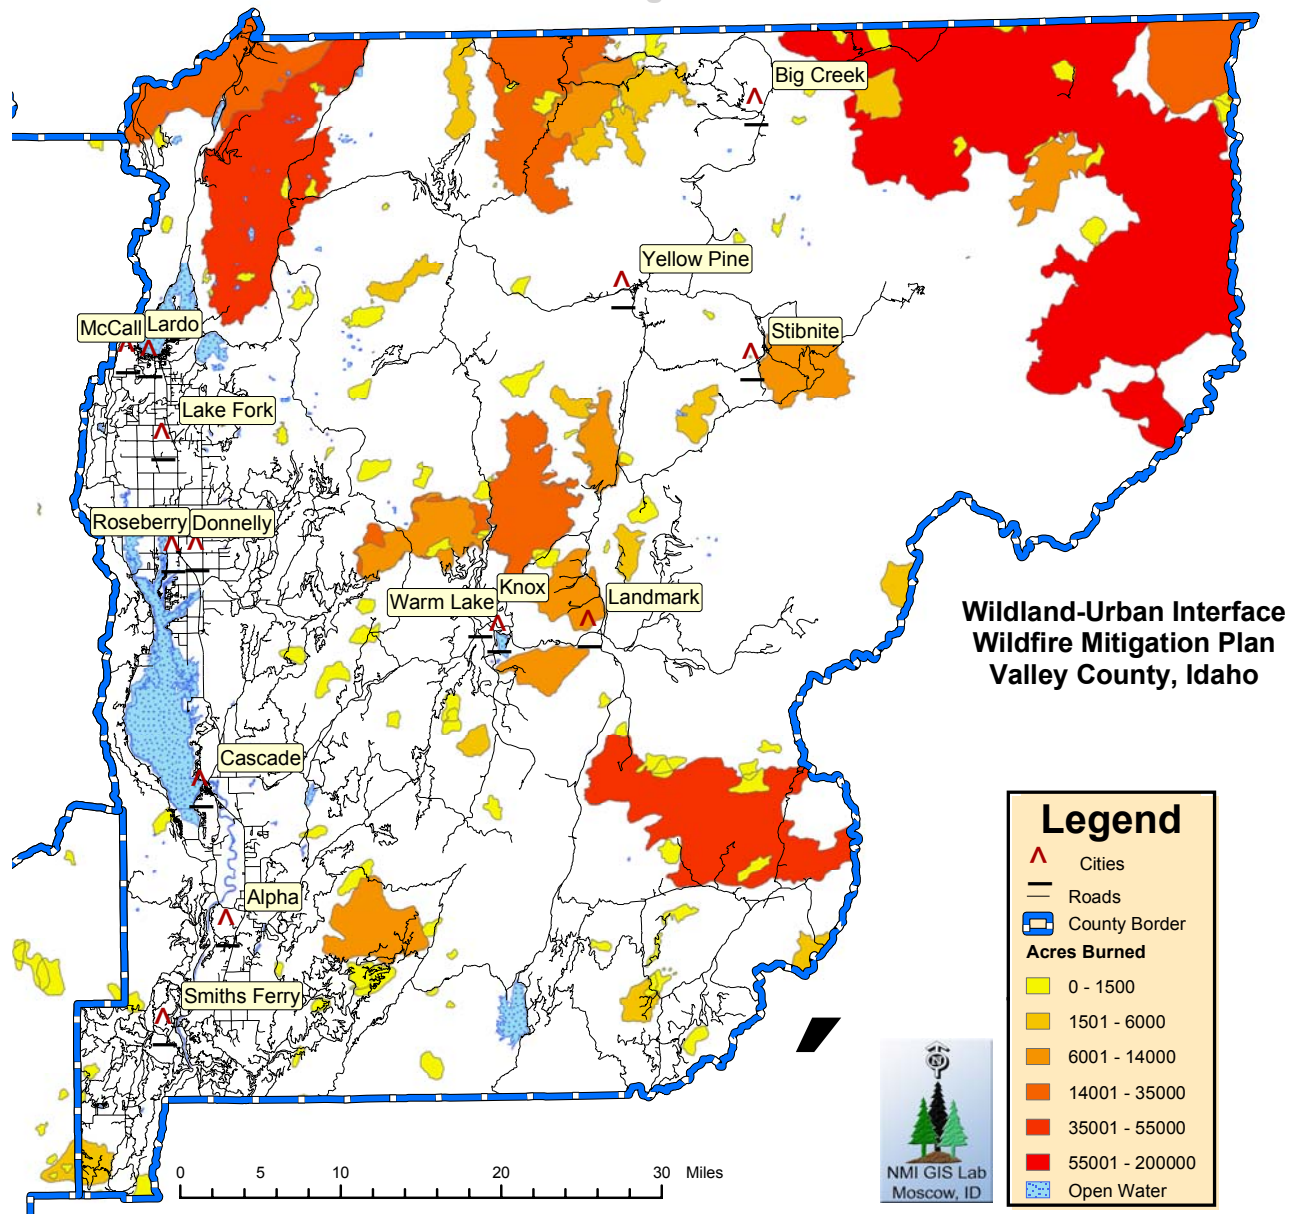 Big Creek
Yellow Pine
Stibnite
McCall
Lardo
Lake Fork
Roseberry
Donnelly
Knox
Warm Lake
Landmark
Wildland-Urban Interface
Wildfire Mitigation Plan
Valley County, Idaho
Cascade
Alpha
Smiths Ferry
Legend
Cities
Roads
County Border
Acres Burned
0 - 1500
1501 - 6000
6001 - 14000
14001 - 35000
35001 - 55000
55001 - 200000
Open Water
N
NMI GIS Lab
Moscow, ID
0 5 10 20 30 Miles